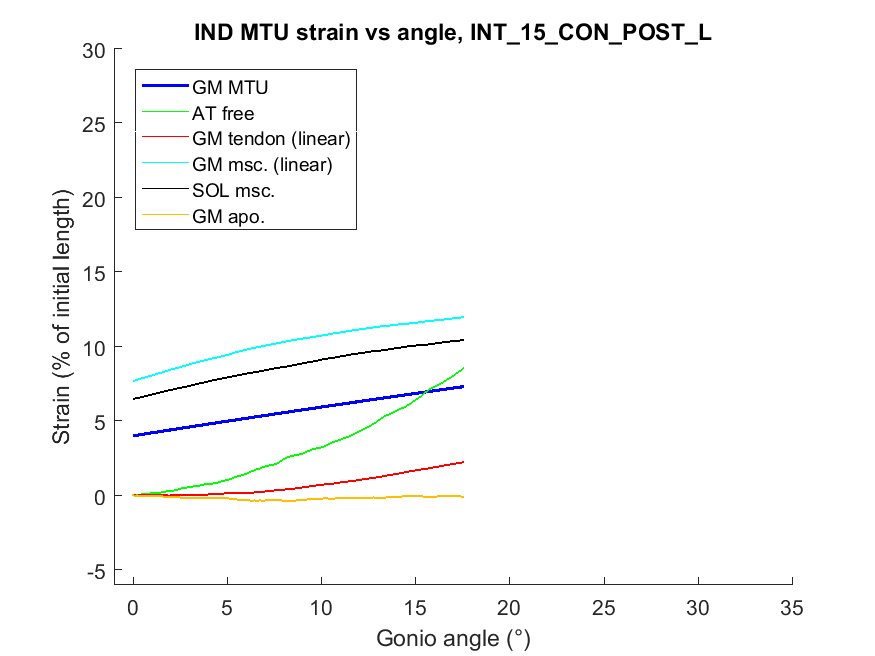 IND MTU strain vs angle, INT_15_CON_POST_L
30
25
20
15
10
5
0
-5
Strain (% of initial length)
GM MTU
AT free
GM tendon (linear)
GM msc. (linear)
SOL msc.
GM apo.
0 5 10 15 20 25 30 35
Gonio angle (°)